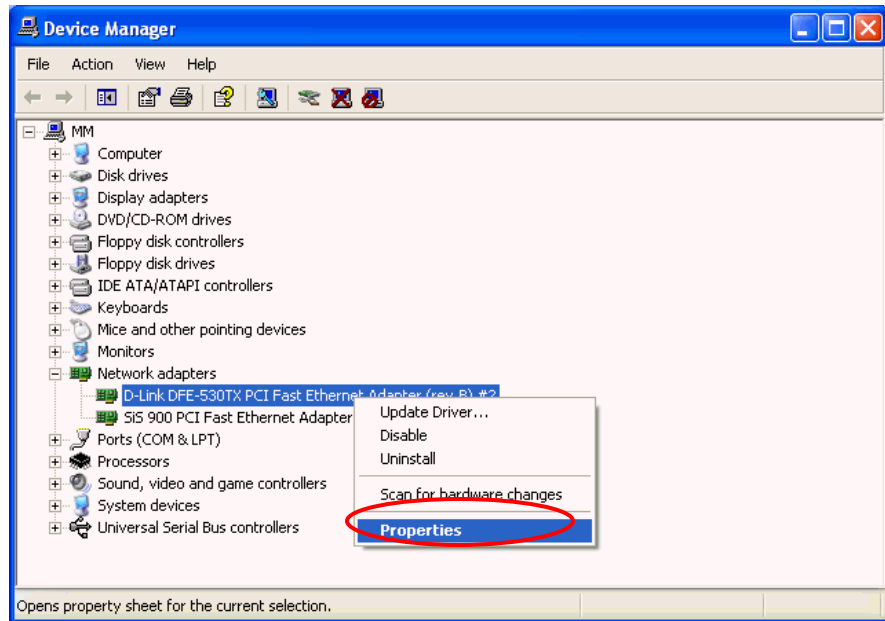 Device Manager
File Action View Help
MM
Computer
Disk drives
Display adapters
DVD/CD-ROM drives
Floppy disk controllers
Floppy disk drives
IDE ATA/ATAPI controllers
Keyboards
Mice and other pointing devices
Monitors
Network adapters
D-Link DFE-530TX PCI Fast Ethernet Adapter (rev.B) #2
SiS 900 PCI Fast Ethernet Adapter
Update Driver...
Disable
Uninstall
Scan for hardware changes
Properties
Ports (COM & LPT)
Processors
Sound, video and game controllers
System devices
Universal Serial Bus controllers
Opens property sheet for the current selection.